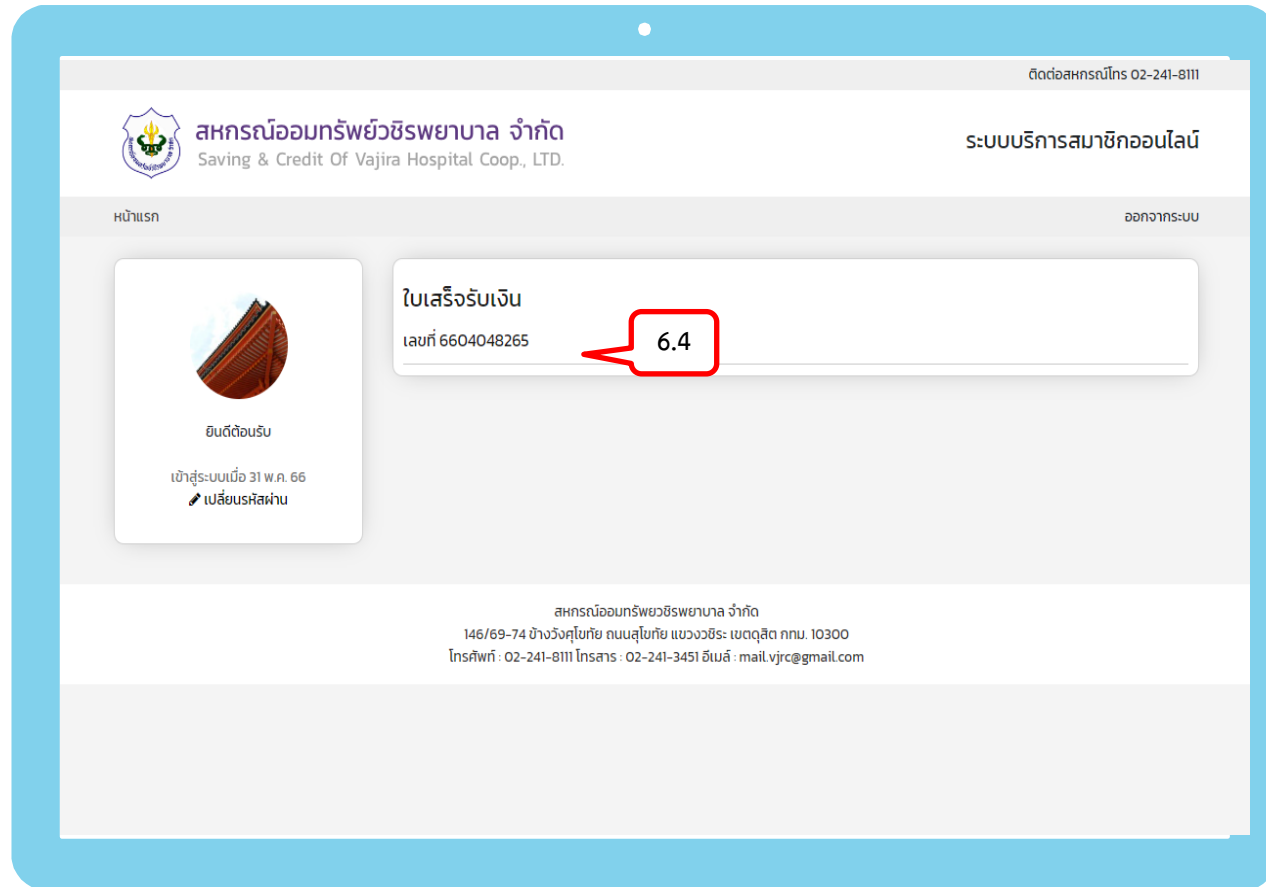 ติดต่อสหกรณ์โทร 02-241-8111
สหกรณ์ออมทรัพย์วชิรพยาบาล จำกัด
Saving & Credit Of Vajira Hospital Coop., LTD.
ระบบบริการสมาชิกออนไลน์
หน้าแรก
ออกจากระบบ
ใบเสร็จรับเงิน
เลขที่ 6604048265
6.4
ยินดีต้อนรับ
เข้าสู่ระบบเมื่อ 31 พ.ค. 66
เปลี่ยนรหัสผ่าน
สหกรณ์ออมทรัพยวชิรพยาบาล จำกัด
146/69-74 ข้างวังศุโขทัย ถนนสุโขทัย แขวงวชิระ เขตดุสิต กทม. 10300
โทรศัพท์ : 02-241-8111 โทรสาร : 02-241-3451 อีเมล์ : mail.vjrc@gmail.com